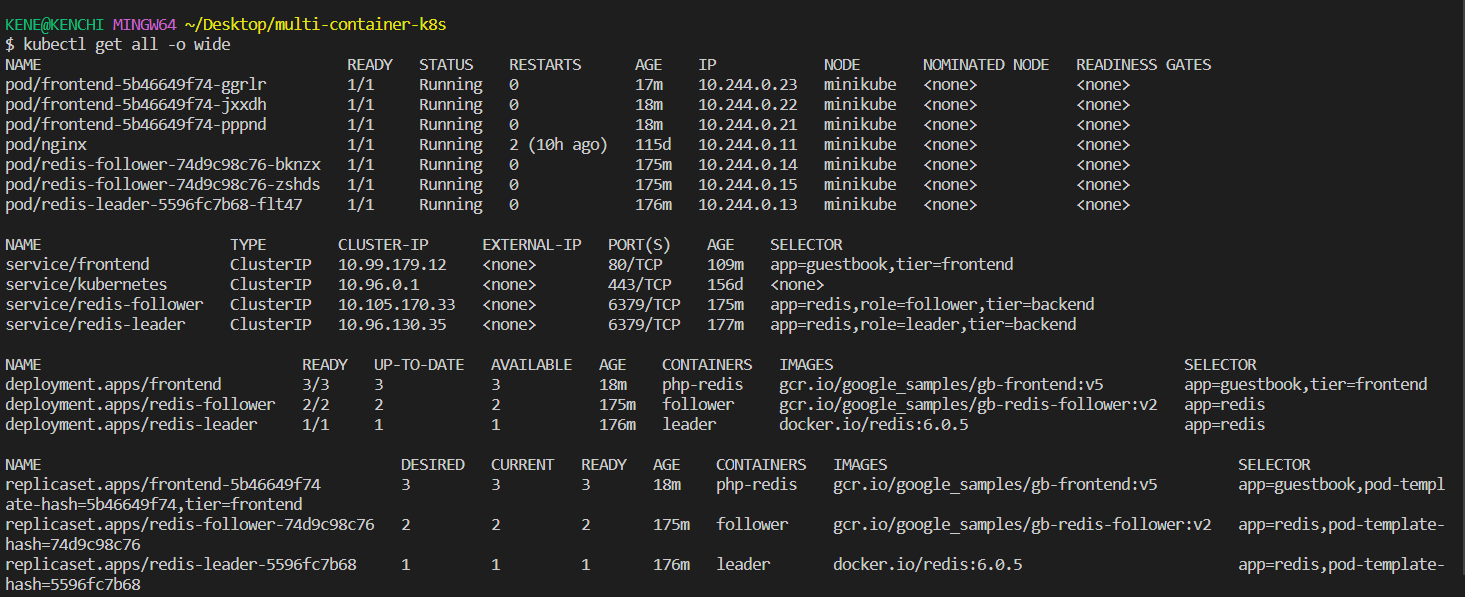 KENE@KENCHI MINGW64 ~/Desktop/multi-container-k8s
$ kubectl get all -o wide
NAME READY STATUS RESTARTS AGE IP NODE NOMINATED NODE READINESS GATES
pod/frontend-5b46649f74-ggrlr 1/1 Running 0 17m 10.244.0.23 minikube <none> <none>
pod/frontend-5b46649f74-jxxdh 1/1 Running 0 18m 10.244.0.22 minikube <none> <none>
pod/frontend-5b46649f74-pppnd 1/1 Running 0 18m 10.244.0.21 minikube <none> <none>
pod/nginx 1/1 Running 2 (10h ago) 115d 10.244.0.11 minikube <none> <none>
pod/redis-follower-74d9c98c76-bknzx 1/1 Running 0 175m 10.244.0.14 minikube <none> <none>
pod/redis-follower-74d9c98c76-zshds 1/1 Running 0 175m 10.244.0.15 minikube <none> <none>
pod/redis-leader-5596fc7b68-flt47 1/1 Running 0 176m 10.244.0.13 minikube <none> <none>
NAME TYPE CLUSTER-IP EXTERNAL-IP PORT(S) AGE SELECTOR
service/frontend ClusterIP 10.99.179.12 <none> 80/TCP 109m app=guestbook,tier=frontend
service/kubernetes ClusterIP 10.96.0.1 <none> 443/TCP 156d <none>
service/redis-follower ClusterIP 10.105.170.33 <none> 6379/TCP 175m app=redis,role=follower,tier=backend
service/redis-leader ClusterIP 10.96.130.35 <none> 6379/TCP 177m app=redis,role=leader,tier=backend
NAME READY UP-TO-DATE AVAILABLE AGE CONTAINERS IMAGES SELECTOR
deployment.apps/frontend 3/3 3 3 18m php-redis gcr.io/google_samples/gb-frontend:v5 app=guestbook,tier=frontend
deployment.apps/redis-follower 2/2 2 2 175m follower gcr.io/google_samples/gb-redis-follower:v2 app=redis
deployment.apps/redis-leader 1/1 1 1 176m leader docker.io/redis:6.0.5 app=redis
NAME DESIRED CURRENT READY AGE CONTAINERS IMAGES SELECTOR
replicaset.apps/frontend-5b46649f74 3 3 3 18m php-redis gcr.io/google_samples/gb-frontend:v5 app=guestbook,pod-templ
ate-hash=5b46649f74,tier=frontend
replicaset.apps/redis-follower-74d9c98c76 2 2 2 175m follower gcr.io/google_samples/gb-redis-follower:v2 app=redis,pod-template-
hash=74d9c98c76
replicaset.apps/redis-leader-5596fc7b68 1 1 1 176m leader docker.io/redis:6.0.5 app=redis,pod-template-
hash=5596fc7b68